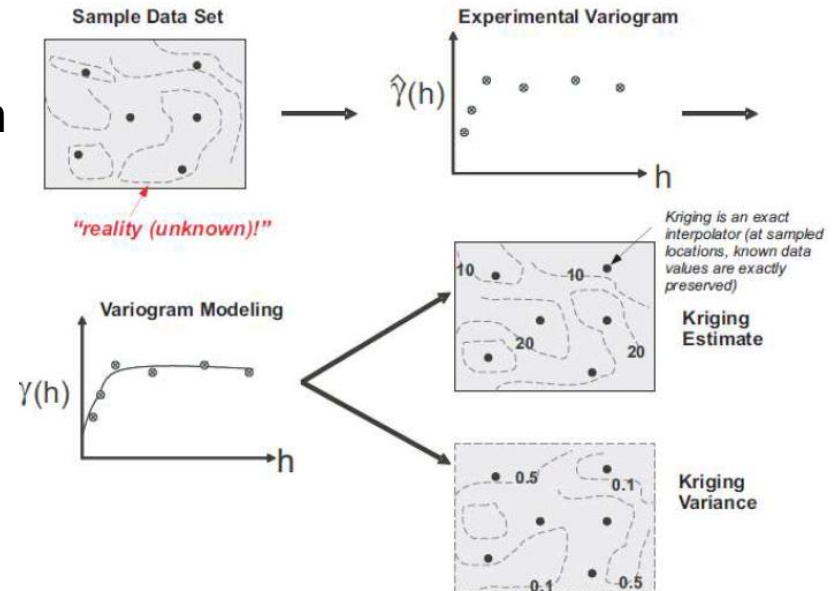 Sample Data Set
Experimental Variogram
n
γ̂(h)
h
"reality (unknown)!"
Kriging is an exact
interpolator (at sampled
locations, known data
values are exactly
preserved)
10
10
20
20
Kriging
Estimate
Variogram Modeling
γ(h)
h
0.5
0.1
0.1
0.5
Kriging
Variance